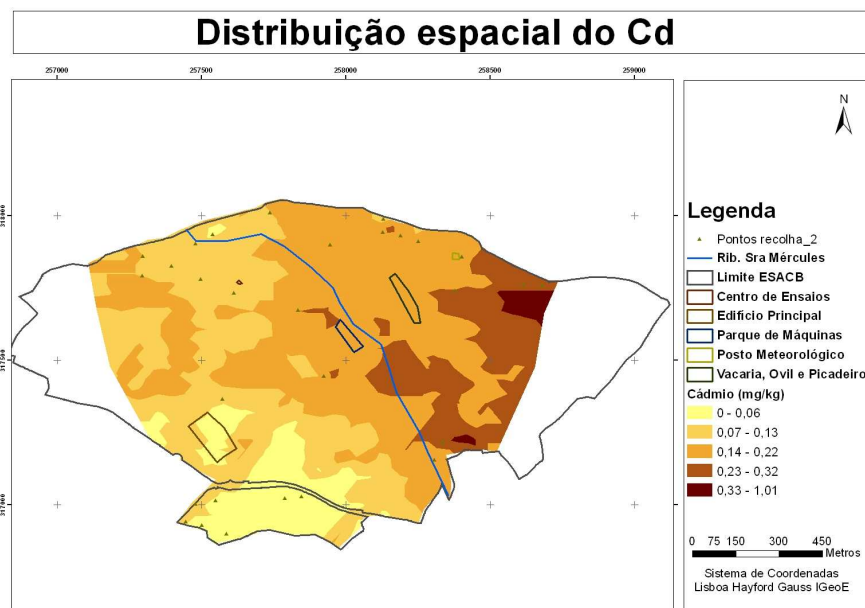 Distribuição espacial do Cd
257000 257500 258000 258500 259000
318000
317500
317000
N
Legenda
Pontos recolha_2
Rib. Sra Mércules
Limite ESACB
Centro de Ensaios
Edifício Principal
Parque de Máquinas
Posto Meteorológico
Vacaria, Ovil e Picadeiro
Cádmio (mg/kg)
0 - 0,06
0,07 - 0,13
0,14 - 0,22
0,23 - 0,32
0,33 - 1,01
0 75 150 300 450
Metros
Sistema de Coordenadas
Lisboa Hayford Gauss IGeoE